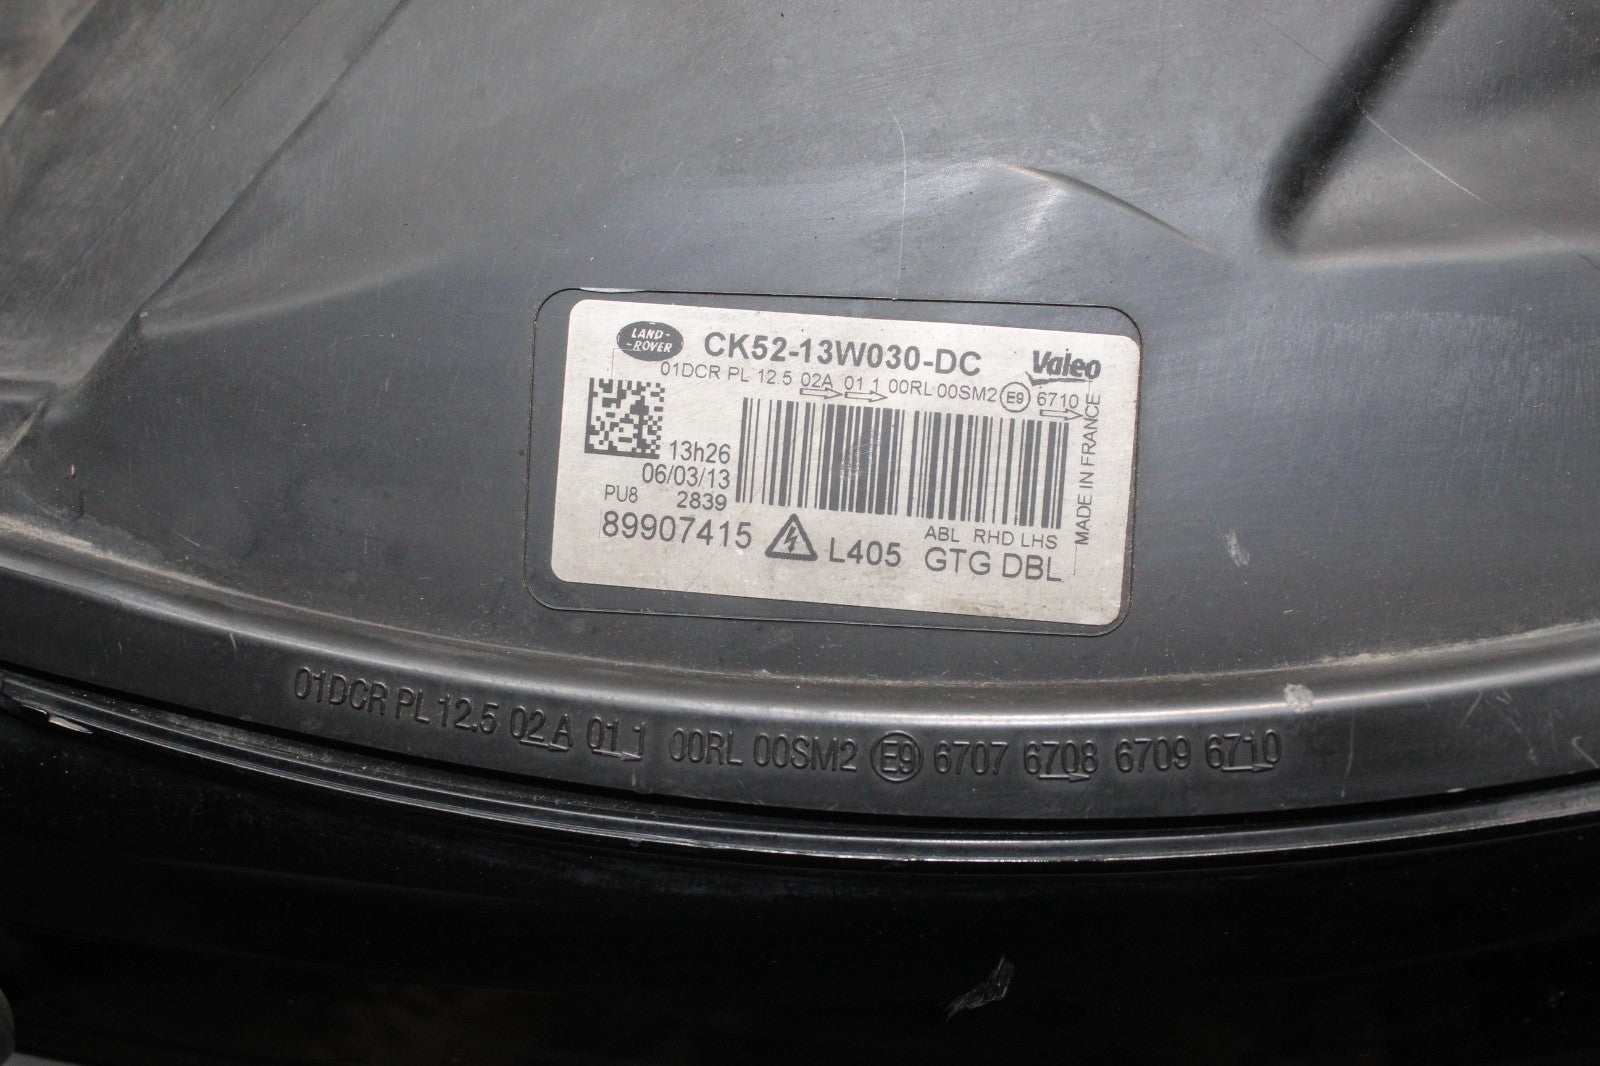 LAND-
-ROVER
CK52-13W030-DC
Valeo
01DCR PL 12.5 02A 01 1 00RL 00SM2 E9 6710
13h26
06/03/13
PU8 2839
89907415
L405
ABL RHD LHS
GTG DBL
MADE IN FRANCE
01DCR PL 12.5 02A 01 1 00RL 00SM2 E9 6707 6708 6709 6710